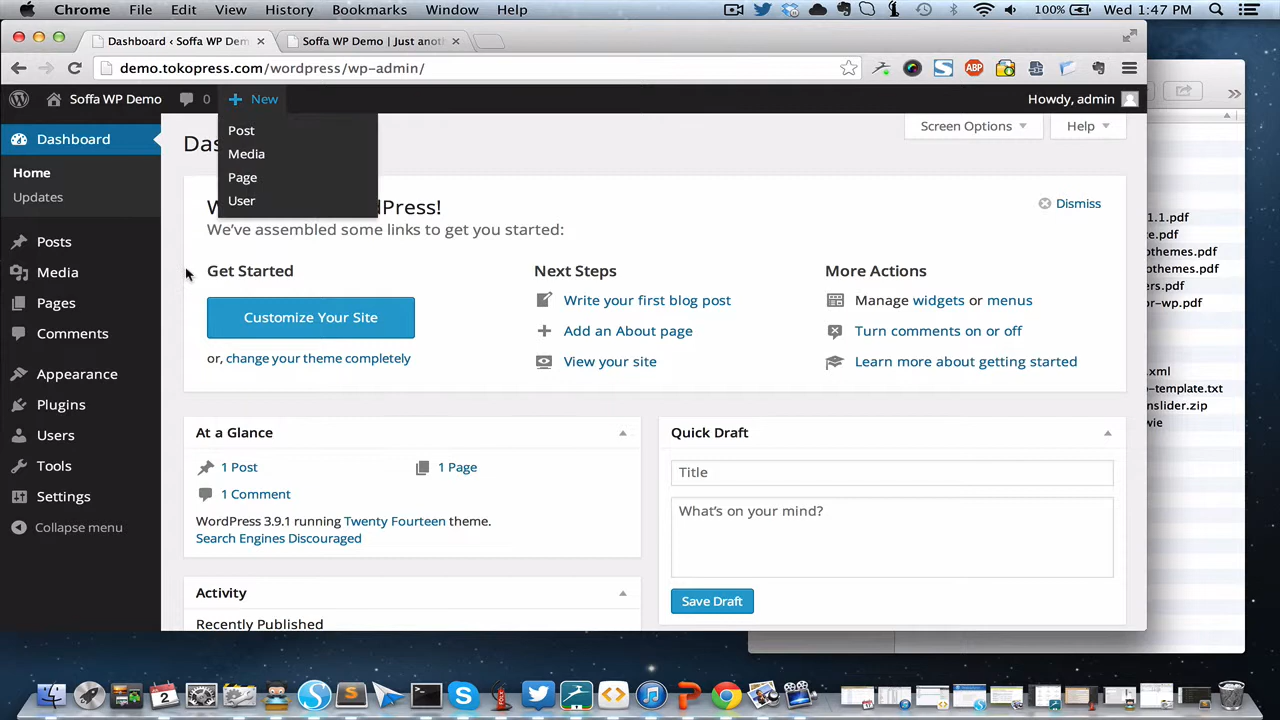 Chrome File Edit View History Bookmarks Window Help 100% Wed 1:47 PM
Dashboard ‹ Soffa WP Dem
Soffa WP Demo | Just anot
demo.tokopress.com/wordpress/wp-admin/
ABP
Soffa WP Demo 0 New Howdy, admin
Post
Media
Page
User
Dashboard
Home
Updates
Posts
Media
Pages
Comments
Appearance
Plugins
Users
Tools
Settings
Collapse menu
Das
Screen Options Help
W Press!
We've assembled some links to get you started:
Dismiss
Get Started
Customize Your Site
or, change your theme completely
Next Steps
Write your first blog post
Add an About page
View your site
More Actions
Manage widgets or menus
Turn comments on or off
Learn more about getting started
At a Glance
1 Post 1 Page
1 Comment
WordPress 3.9.1 running Twenty Fourteen theme.
Search Engines Discouraged
Activity
Recently Published
Quick Draft
Title
What's on your mind?
Save Draft
.1.pdf
te.pdf
othemes.pdf
othemes.pdf
ers.pdf
or-wp.pdf
.xml
-template.txt
nslider.zip
wie